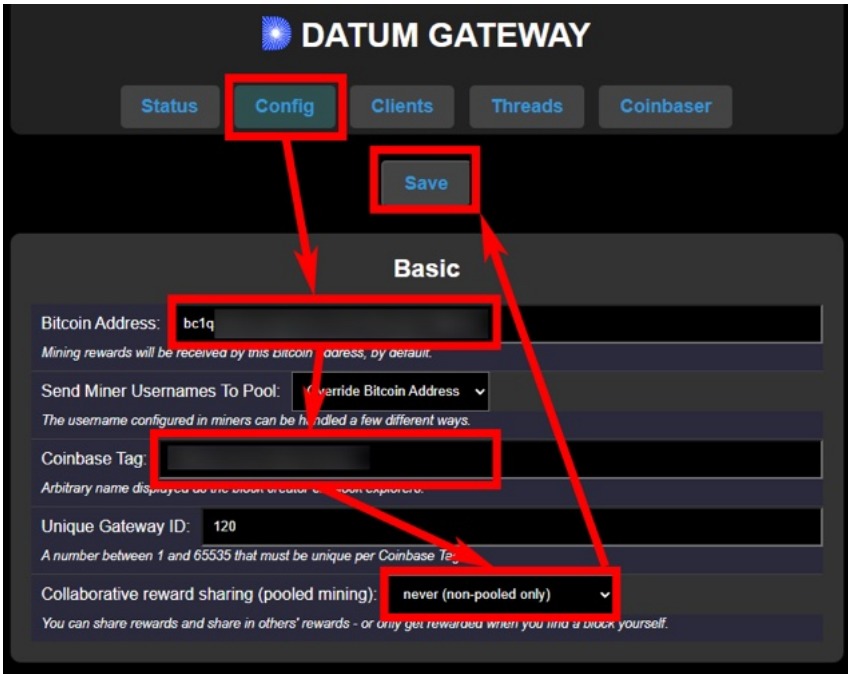 DATUM GATEWAY
Status Config Clients Threads Coinbaser
Save
Basic
Bitcoin Address: bc1q
Mining rewards will be received by this Bitcoin address, by default.
Send Miner Usernames To Pool: Override Bitcoin Address
The username configured in miners can be handled a few different ways.
Coinbase Tag:
Arbitrary name displayed as the block creator on block explorers.
Unique Gateway ID: 120
A number between 1 and 65535 that must be unique per Coinbase Tag
Collaborative reward sharing (pooled mining): never (non-pooled only)
You can share rewards and share in others' rewards - or only get rewarded when you find a block yourself.